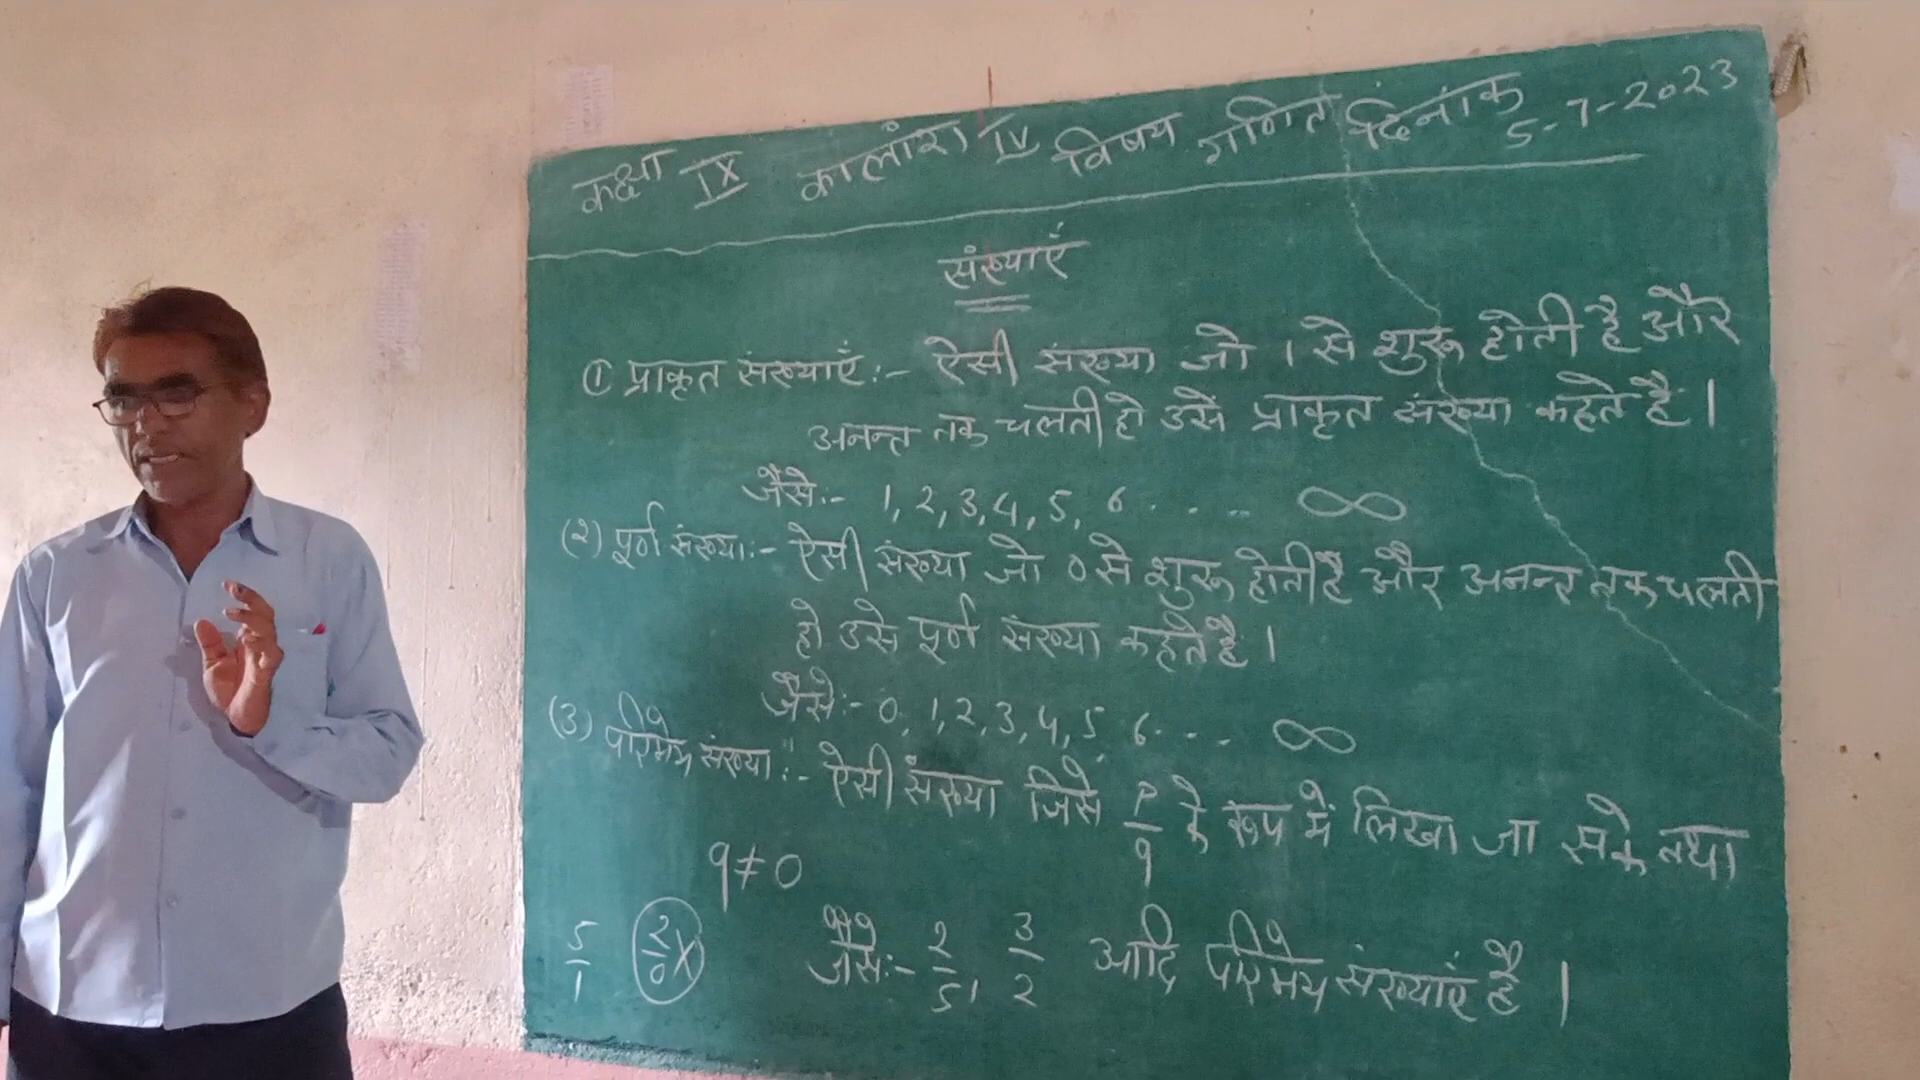 कक्षा IX कालांश IV विषय गणित दिनांक 5-7-2023
संख्याएँ
① प्राकृत संख्याएँ:- ऐसी संख्या जो 1 से शुरू होती है और
अनन्त तक चलती हो उसे प्राकृत संख्या कहते है।
जैसे:- 1, 2, 3, 4, 5, 6 . . . .. ∞
(२) पूर्ण संख्या:- ऐसी संख्या जो 0 से शुरू होती है और अनन्त तक चलती
हो उसे पूर्ण संख्या कहते है।
जैसे:- 0, 1, 2, 3, 4, 5, 6 . . . . ∞
(3) परिमेय संख्या:- ऐसी संख्या जिसे P/q के रूप में लिखा जा सके तथा
q ≠ 0
5/1 2/0 X जैसे:- 2/5, 3/2 आदि परिमेय संख्याएं है।